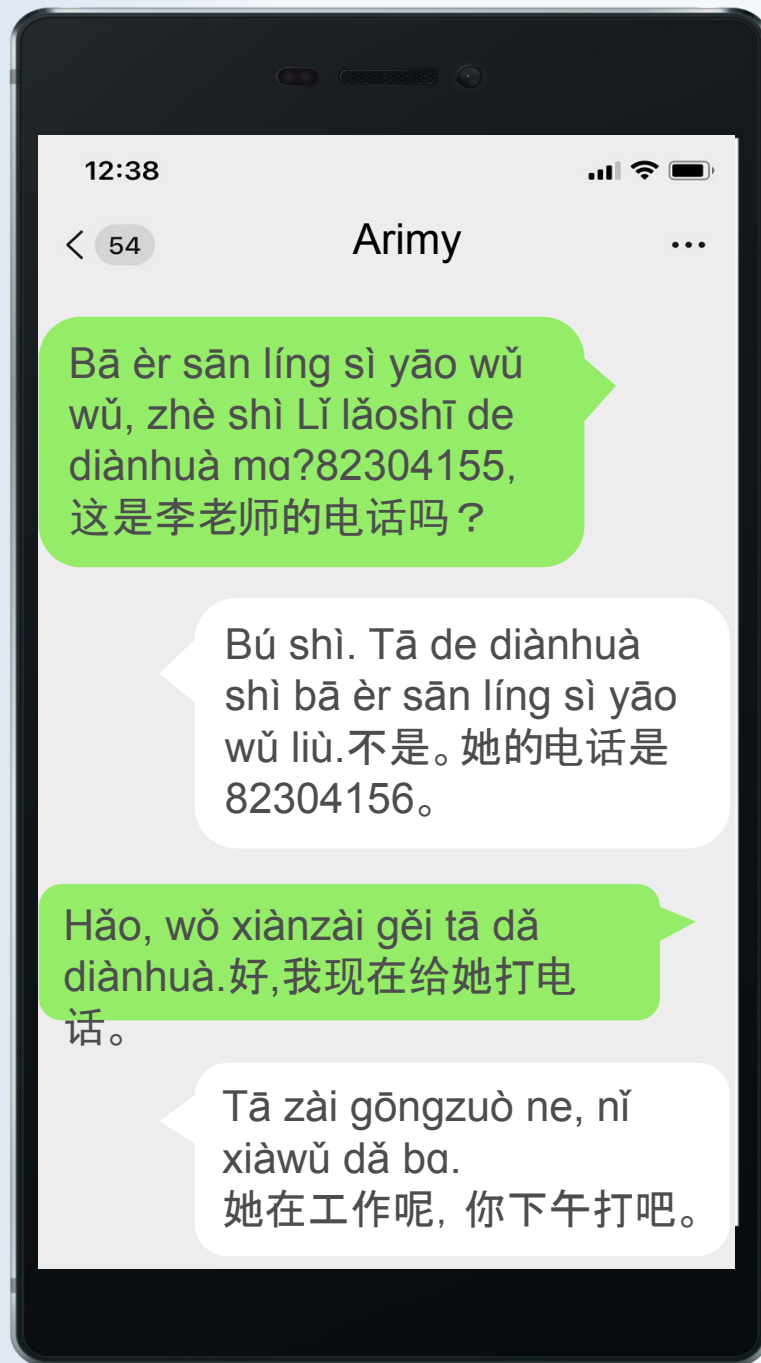 12:38
54 Arimy ...
Bā èr sān líng sì yāo wǔ
wǔ, zhè shì Lǐ lǎoshī de
diànhuà mɑ?82304155,
这是李老师的电话吗？
Bú shì. Tā de diànhuà
shì bā èr sān líng sì yāo
wǔ liù.不是。她的电话是
82304156。
Hǎo, wǒ xiànzài gěi tā dǎ
diànhuà.好,我现在给她打电
话。
Tā zài gōngzuò ne, nǐ
xiàwǔ dǎ bɑ.
她在工作呢, 你下午打吧。